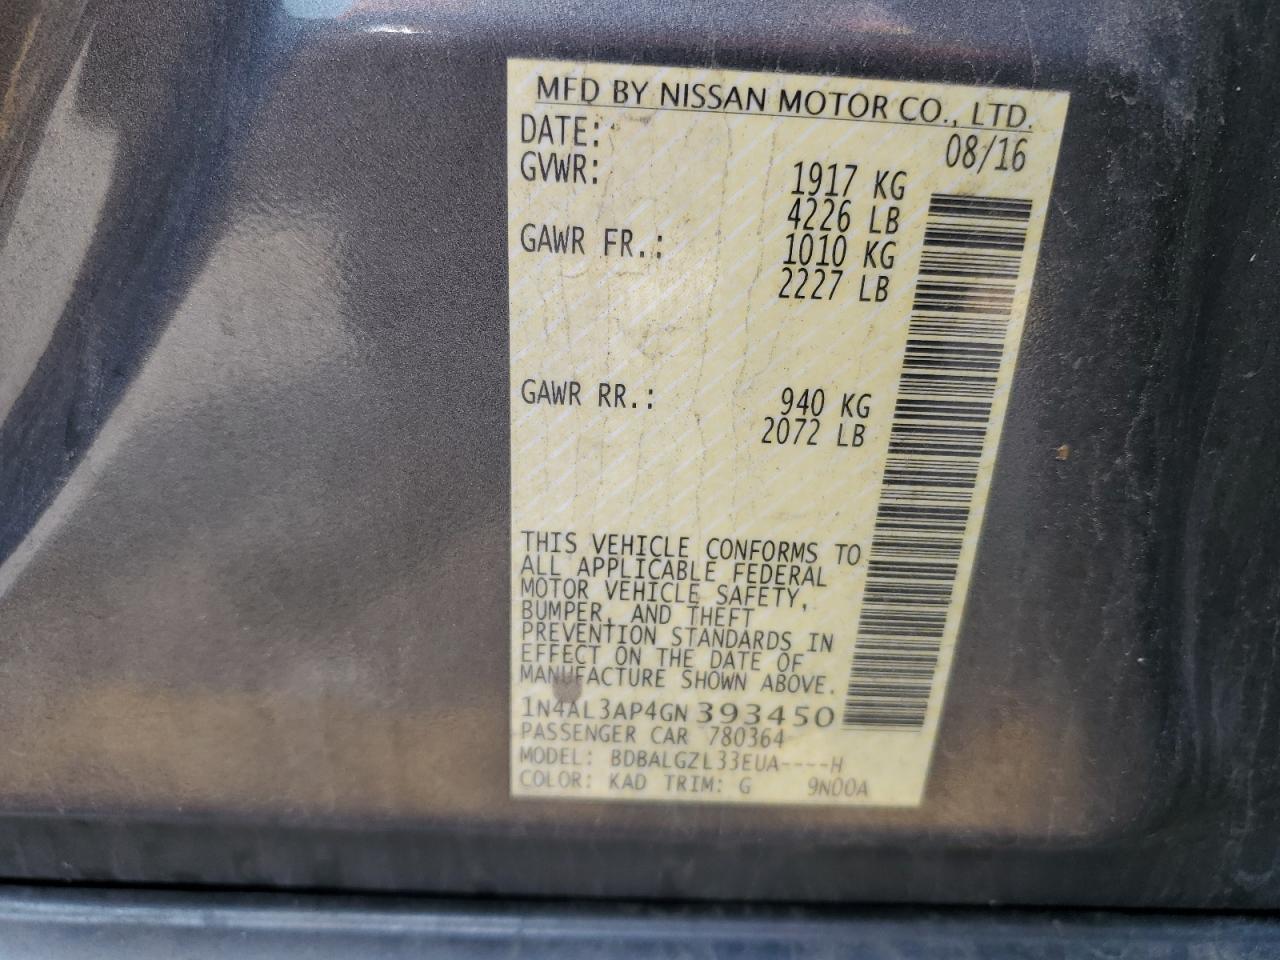 MFD BY NISSAN MOTOR CO., LTD.
DATE: 08/16
GVWR: 1917 KG
4226 LB
GAWR FR.: 1010 KG
2227 LB
GAWR RR.: 940 KG
2072 LB
THIS VEHICLE CONFORMS TO
ALL APPLICABLE FEDERAL
MOTOR VEHICLE SAFETY,
BUMPER, AND THEFT
PREVENTION STANDARDS IN
EFFECT ON THE DATE OF
MANUFACTURE SHOWN ABOVE.
1N4AL3AP4GN393450
PASSENGER CAR 780364
MODEL: BDBALGZL33EUA----H
COLOR: KAD TRIM: G 9N00A